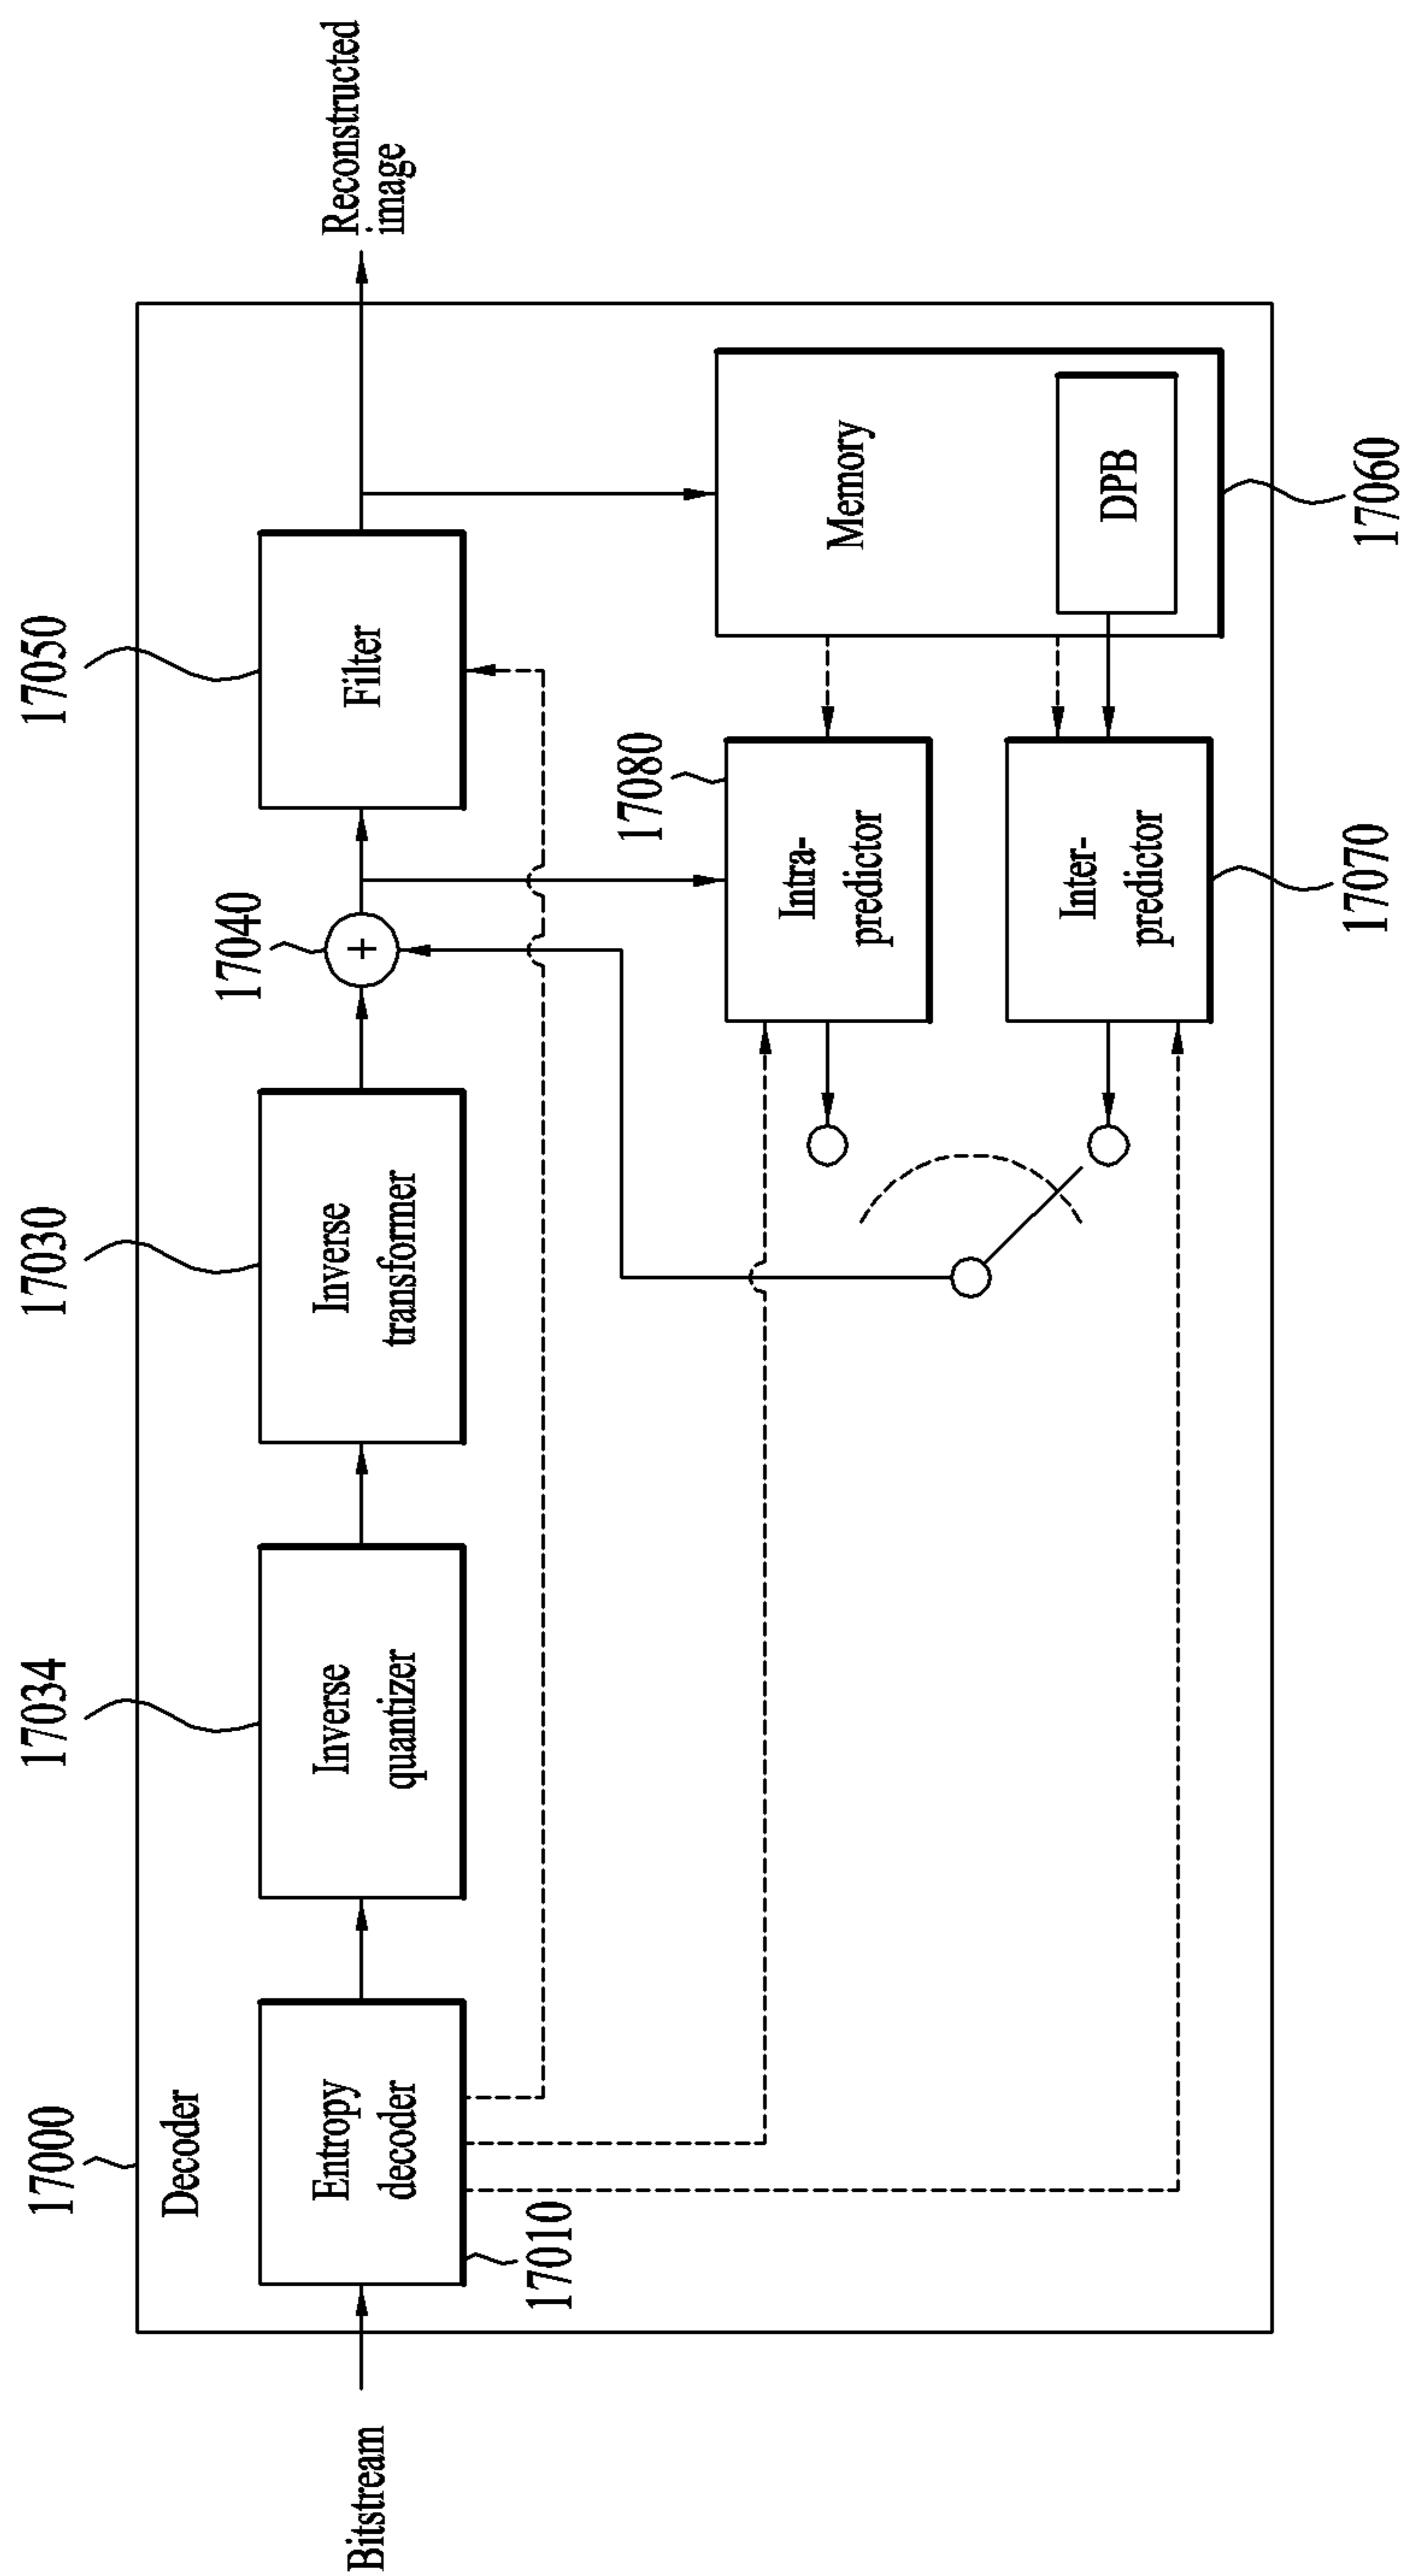 17000
Decoder
17034
17030
17040
17050
Bitstream
Entropy
decoder
Inverse
quantizer
Inverse
transformer
+
Filter
Reconstructed
image
17010
17080
Intra-
predictor
Memory
Inter-
predictor
DPB
17070
17060